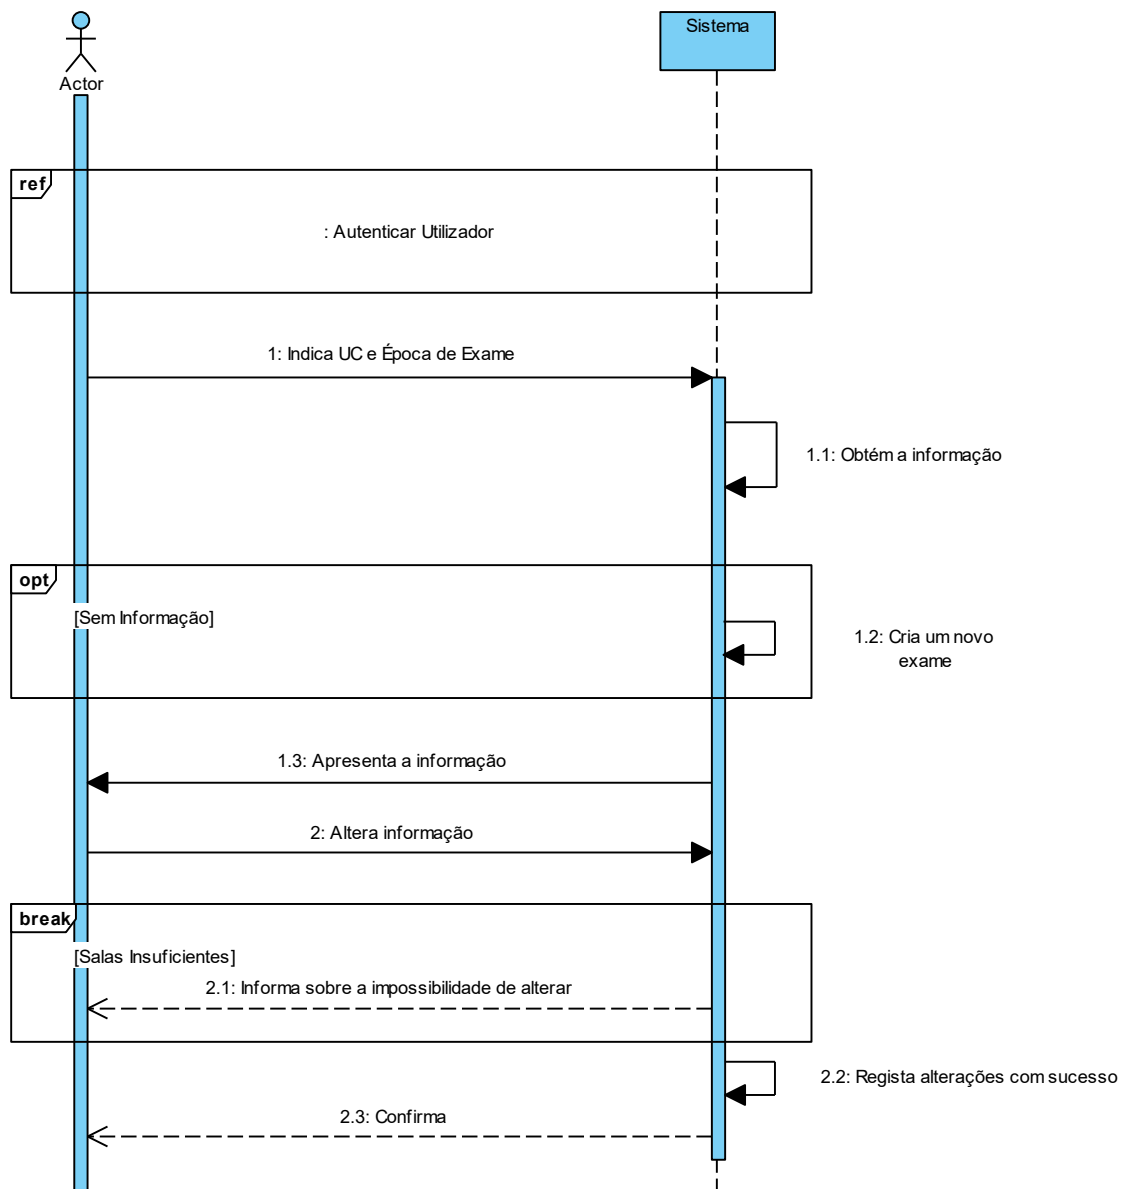 Sistema
Actor
ref
: Autenticar Utilizador
1: Indica UC e Época de Exame
1.1: Obtém a informação
opt
[Sem Informação]
1.2: Cria um novo
exame
1.3: Apresenta a informação
2: Altera informação
break
[Salas Insuficientes]
2.1: Informa sobre a impossibilidade de alterar
2.2: Regista alterações com sucesso
2.3: Confirma